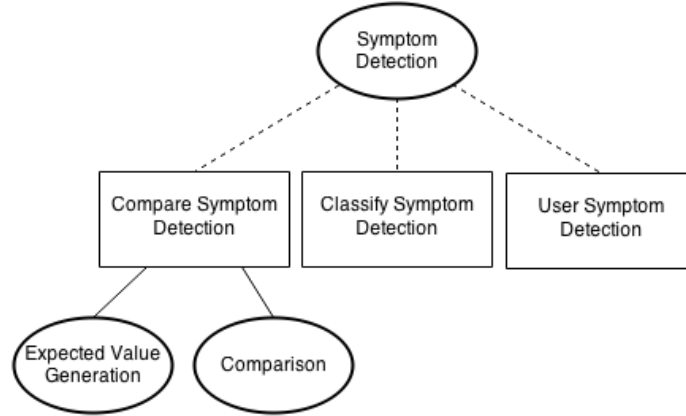 Symptom
Detection
Compare Symptom
Detection
Classify Symptom
Detection
User Symptom
Detection
Expected Value
Generation
Comparison